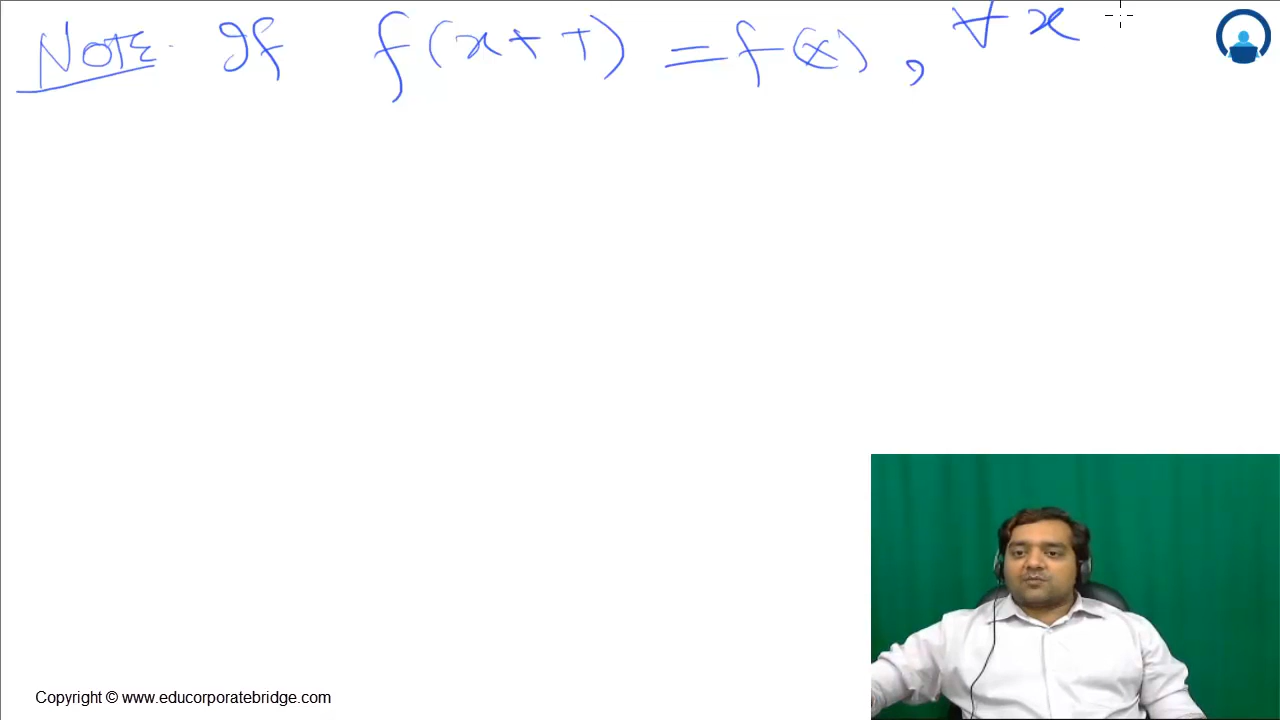 Note. If f(x+T) = f(x), ∀ x
Copyright © www.educorporatebridge.com